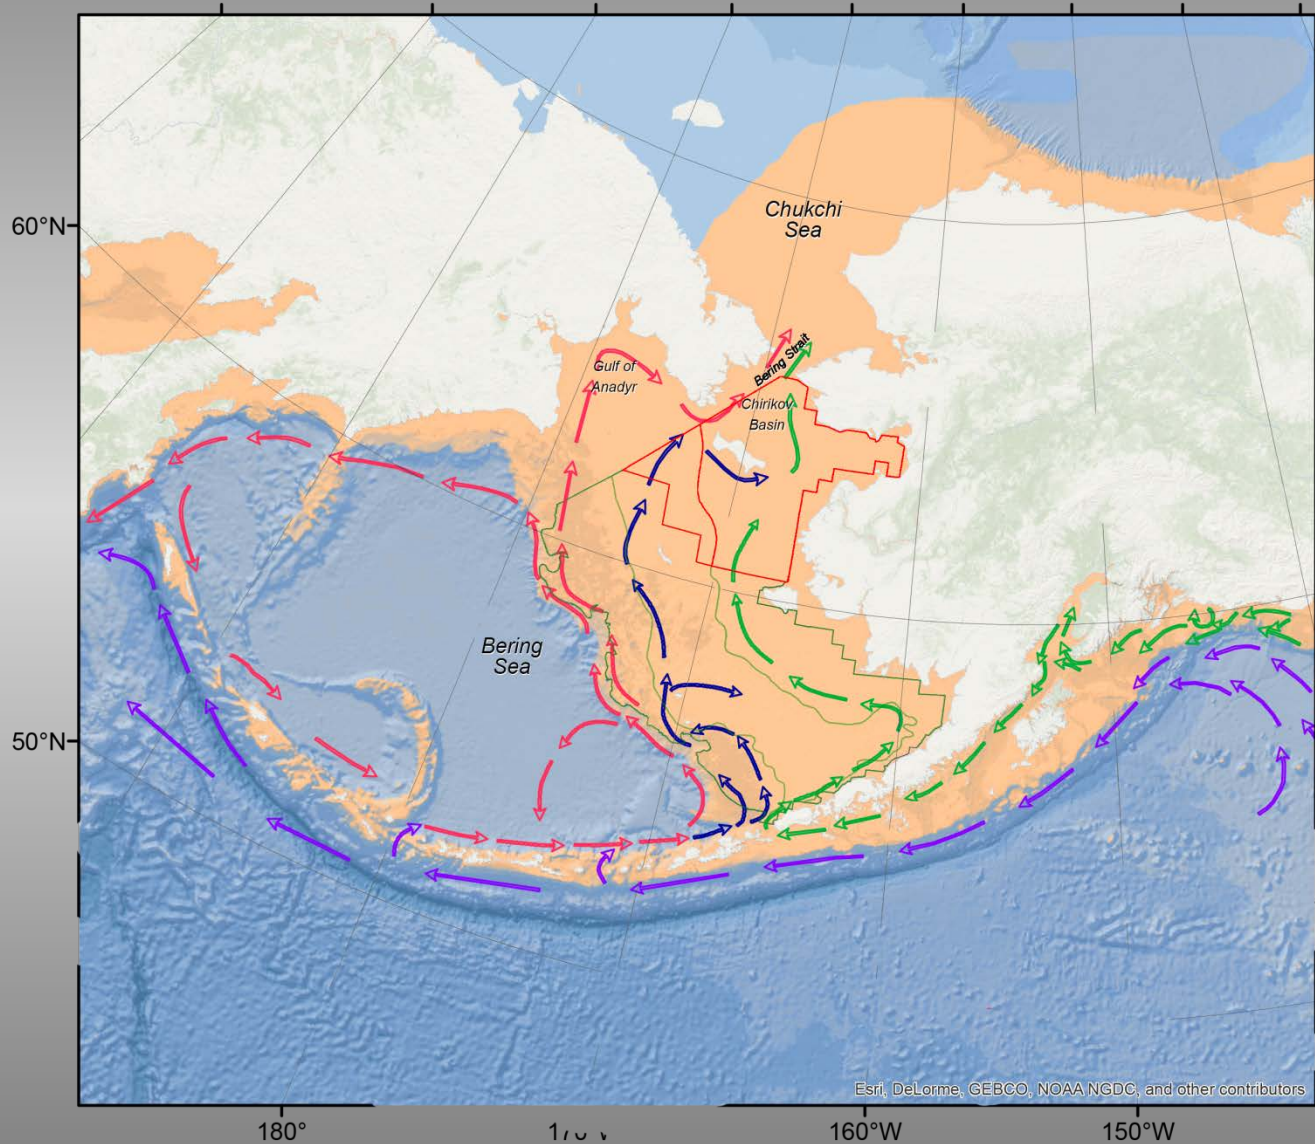 60°N
Chukchi
Sea
Bering Strait
Gulf of
Anadyr
Chirikov
Basin
Bering
Sea
50°N
Esri, DeLorme, GEBCO, NOAA NGDC, and other contributors
180°
160°W
150°W